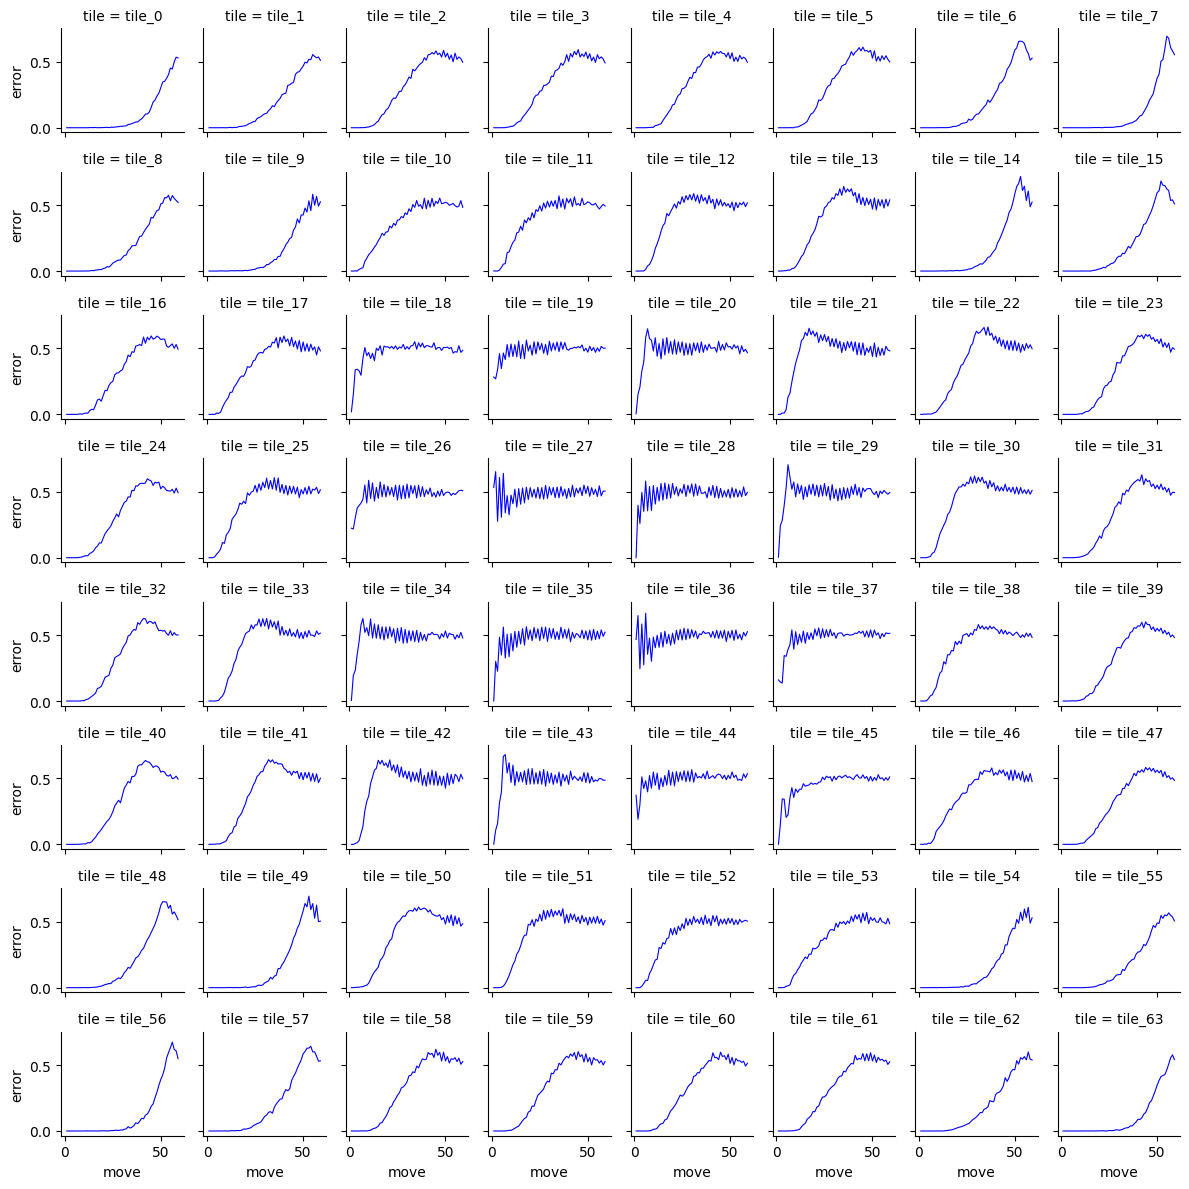 tile = tile_0 tile = tile_1 tile = tile_2 tile = tile_3 tile = tile_4 tile = tile_5 tile = tile_6 tile = tile_7
0.5
error
0.0
tile = tile_8 tile = tile_9 tile = tile_10 tile = tile_11 tile = tile_12 tile = tile_13 tile = tile_14 tile = tile_15
0.5
error
0.0
tile = tile_16 tile = tile_17 tile = tile_18 tile = tile_19 tile = tile_20 tile = tile_21 tile = tile_22 tile = tile_23
0.5
error
0.0
tile = tile_24 tile = tile_25 tile = tile_26 tile = tile_27 tile = tile_28 tile = tile_29 tile = tile_30 tile = tile_31
0.5
error
0.0
tile = tile_32 tile = tile_33 tile = tile_34 tile = tile_35 tile = tile_36 tile = tile_37 tile = tile_38 tile = tile_39
0.5
error
0.0
tile = tile_40 tile = tile_41 tile = tile_42 tile = tile_43 tile = tile_44 tile = tile_45 tile = tile_46 tile = tile_47
0.5
error
0.0
tile = tile_48 tile = tile_49 tile = tile_50 tile = tile_51 tile = tile_52 tile = tile_53 tile = tile_54 tile = tile_55
0.5
error
0.0
tile = tile_56 tile = tile_57 tile = tile_58 tile = tile_59 tile = tile_60 tile = tile_61 tile = tile_62 tile = tile_63
0.5
error
0.0
0 50 0 50 0 50 0 50 0 50 0 50 0 50 0 50
move move move move move move move move